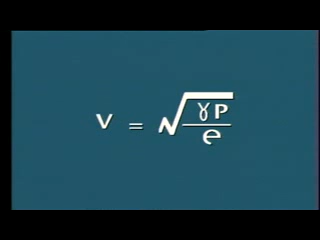 V = √(γP/e)